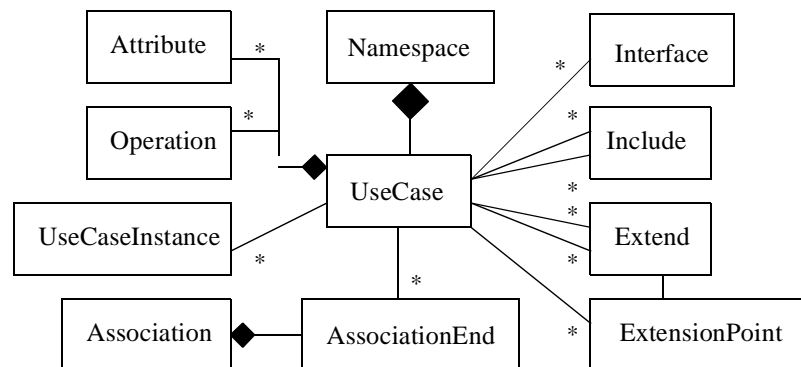 Attribute
*
Namespace
*
Interface
Operation
*
*
Include
UseCase
*
*
UseCaseInstance
*
Extend
*
*
Association
AssociationEnd
*
ExtensionPoint